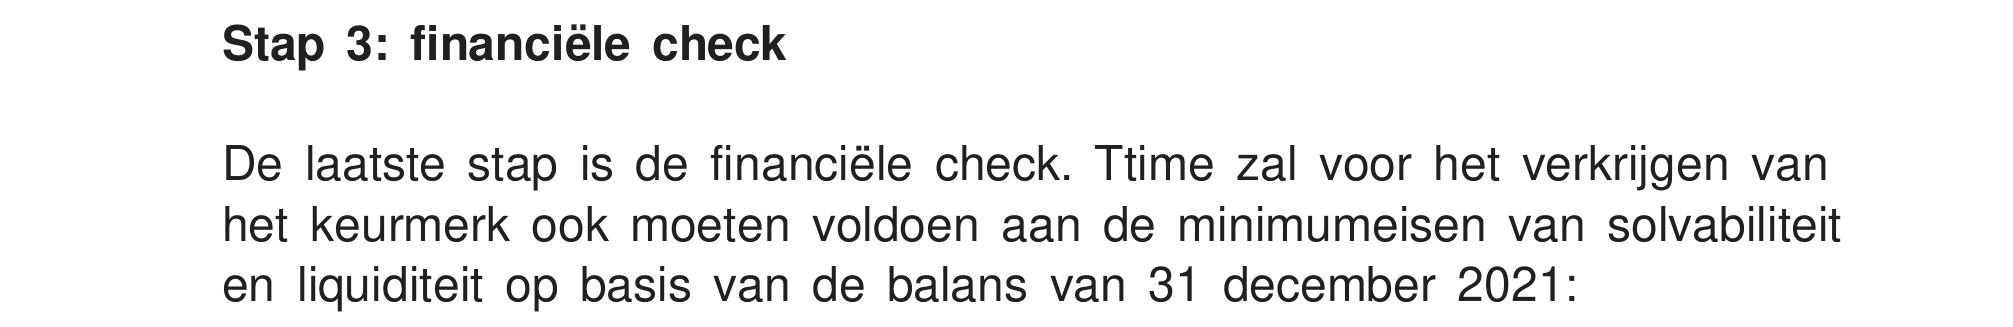 Stap 3: financiële check
De laatste stap is de financiële check. Ttime zal voor het verkrijgen van
het keurmerk ook moeten voldoen aan de minimumeisen van solvabiliteit
en liquiditeit op basis van de balans van 31 december 2021: